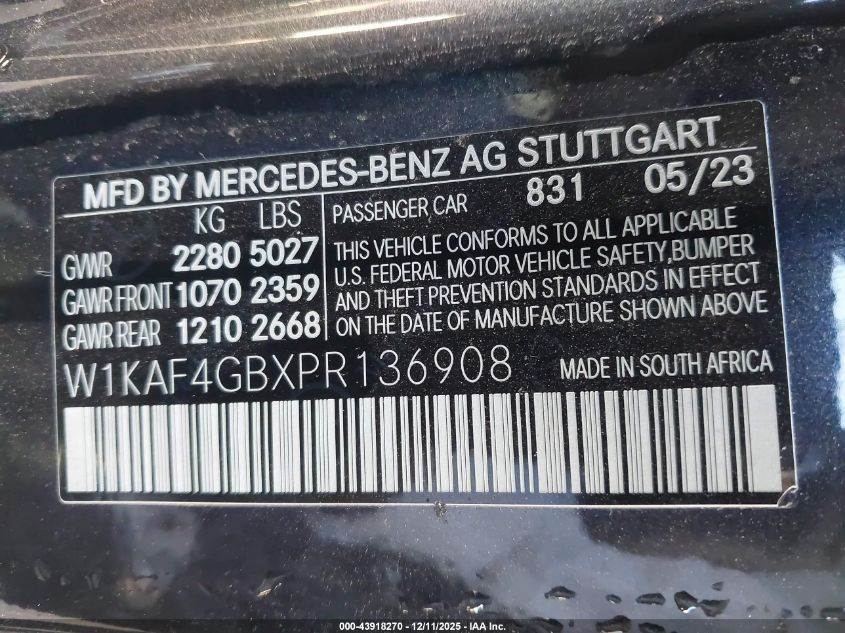 MFD BY MERCEDES-BENZ AG STUTTGART
KG LBS
GVWR 2280 5027
GAWR FRONT 1070 2359
GAWR REAR 1210 2668
PASSENGER CAR 831 05/23
THIS VEHICLE CONFORMS TO ALL APPLICABLE
U.S. FEDERAL MOTOR VEHICLE SAFETY,BUMPER
AND THEFT PREVENTION STANDARDS IN EFFECT
ON THE DATE OF MANUFACTURE SHOWN ABOVE
W1KAF4GBXPR136908 MADE IN SOUTH AFRICA
000-43918270 - 12/11/2025 - IAA Inc.